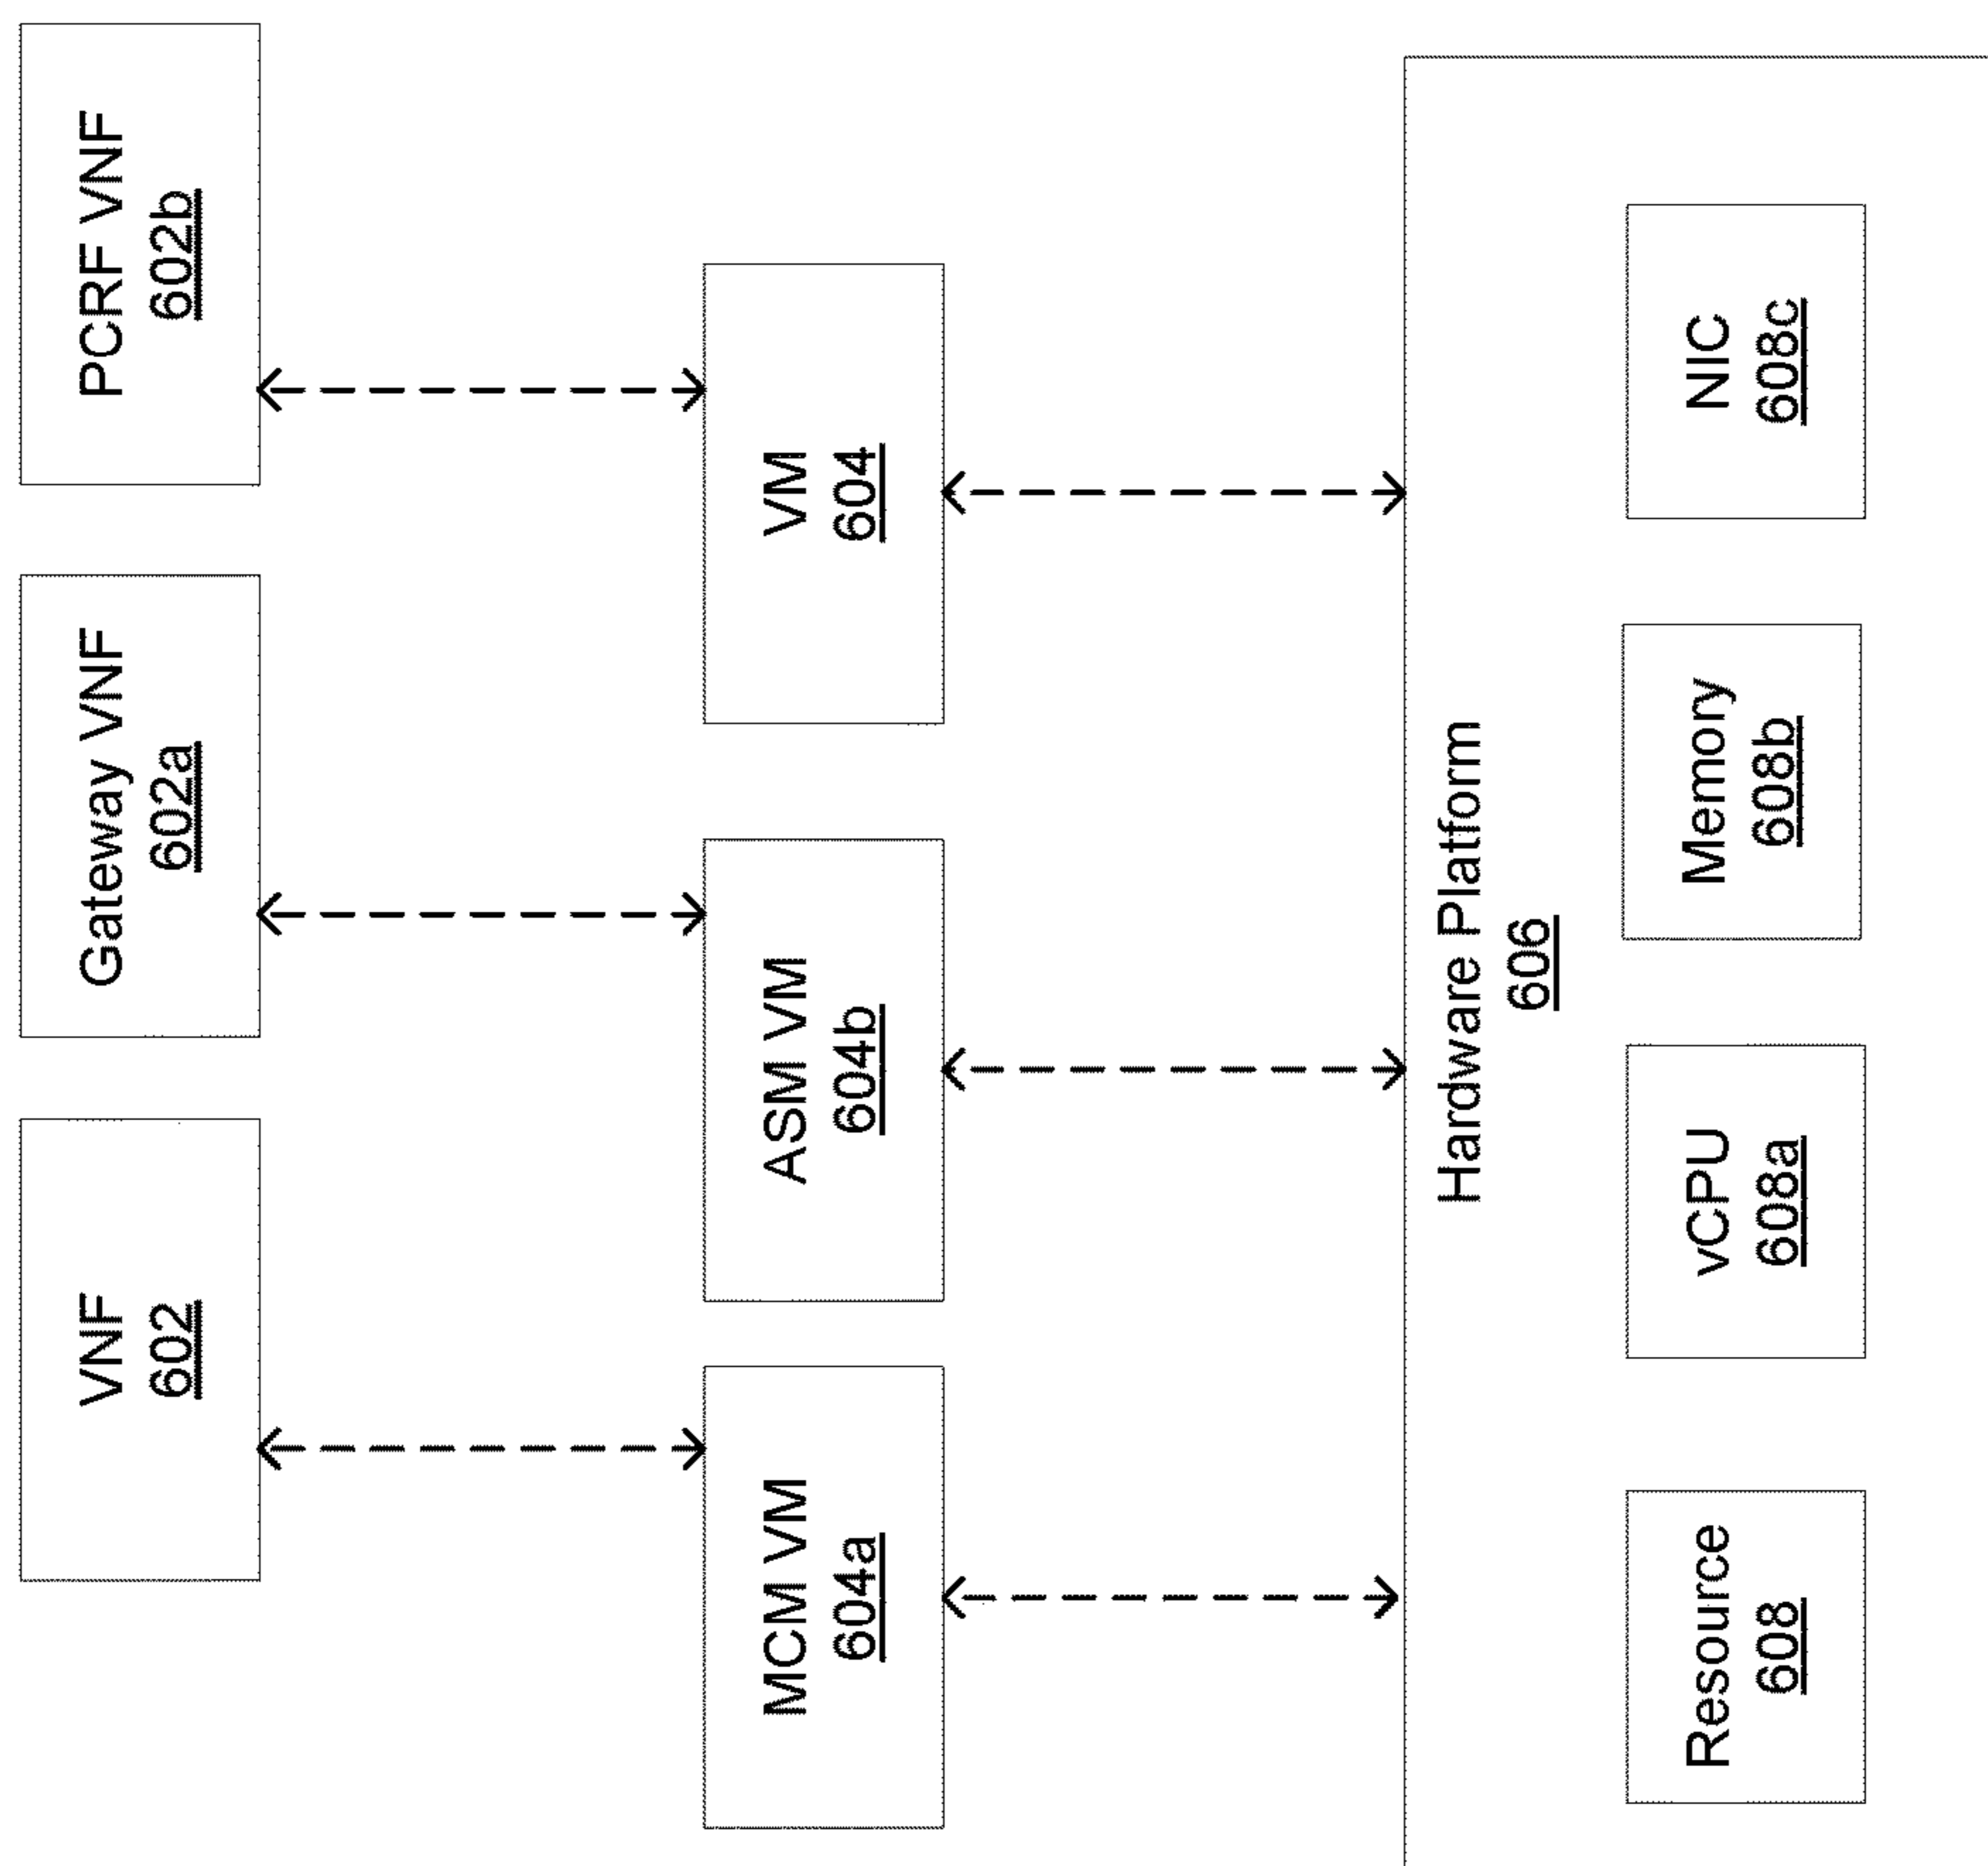 VNF
602
Gateway VNF
602a
PCRF VNF
602b
MCM VM
604a
ASM VM
604b
VM
604
Hardware Platform
606
Resource
608
vCPU
608a
Memory
608b
NIC
608c